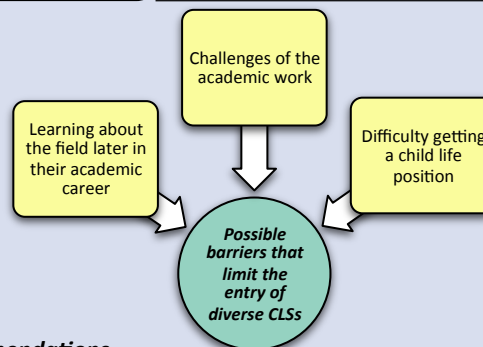 Challenges of the
academic work
Learning about
the field later in
their academic
career
Difficulty getting
a child life
position
Possible
barriers that
limit the
entry of
diverse CLSs